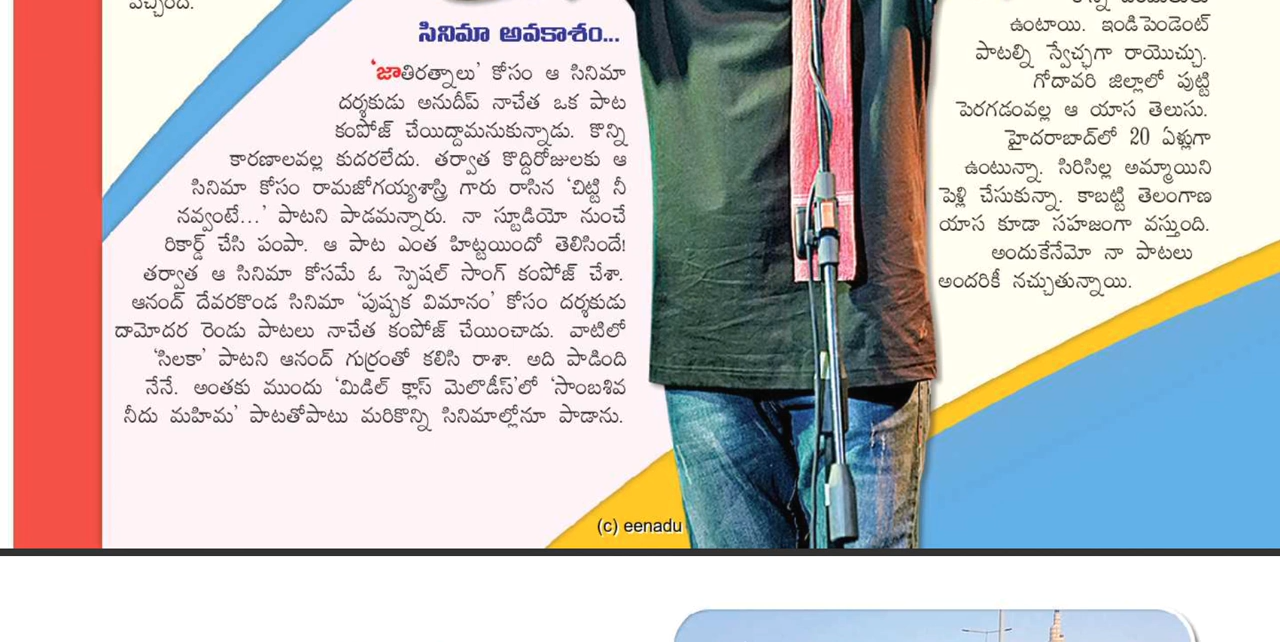 వచ్చింది.
సినిమా అవకాశం...
‘జాతిరత్నాలు’ కోసం ఆ సినిమా
దర్శకుడు అనుదీప్ నాచేత ఒక పాట
కంపోజ్ చేయిద్దామనుకున్నాడు. కొన్ని
కారణాలవల్ల కుదరలేదు. తర్వాత కొద్దిరోజులకు ఆ
సినిమా కోసం రామజోగయ్యశాస్త్రి గారు రాసిన ‘చిట్టి నీ
నవ్వంటే...’ పాటని పాడమన్నారు. నా స్టూడియో నుంచే
రికార్డ్ చేసి పంపా. ఆ పాట ఎంత హిట్టయిందో తెలిసిందే!
తర్వాత ఆ సినిమా కోసమే ఓ స్పెషల్ సాంగ్ కంపోజ్ చేశా.
ఆనంద్ దేవరకొండ సినిమా ‘పుష్పక విమానం’ కోసం దర్శకుడు
దామోదర రెండు పాటలు నాచేత కంపోజ్ చేయించాడు. వాటిలో
‘సిలకా’ పాటని ఆనంద్ గుర్రంతో కలిసి రాశా. అది పాడింది
నేనే. అంతకు ముందు ‘మిడిల్ క్లాస్ మెలొడీస్’లో ‘సాంబశివ
నీదు మహిమ’ పాటతోపాటు మరికొన్ని సినిమాల్లోనూ పాడాను.
ఉంటాయి. ఇండిపెండెంట్
పాటల్ని స్వేచ్ఛగా రాయొచ్చు.
గోదావరి జిల్లాలో పుట్టి
పెరగడంవల్ల ఆ యాస తెలుసు.
హైదరాబాద్‌లో 20 ఏళ్లుగా
ఉంటున్నా. సిరిసిల్ల అమ్మాయిని
పెళ్లి చేసుకున్నా. కాబట్టి తెలంగాణ
యాస కూడా సహజంగా వస్తుంది.
అందుకేనేమో నా పాటలు
అందరికీ నచ్చుతున్నాయి.
(c) eenadu